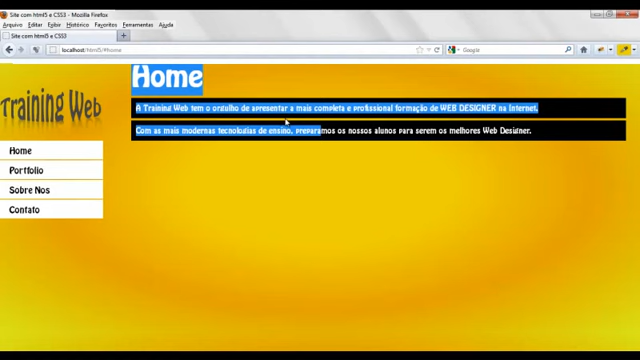 Site com html5 e CSS3 - Mozilla Firefox
Arquivo Editar Exibir Histórico Favoritos Ferramentas Ajuda
Site com html5 e CSS3
localhost/html5/#home
Google
Home
Training Web
A Training Web tem o orgulho de apresentar a mais completa e profissional formação de WEB DESIGNER na Internet.
Com as mais modernas tecnologias de ensino, preparamos os nossos alunos para serem os melhores Web Designer.
Home
Portfolio
Sobre Nos
Contato